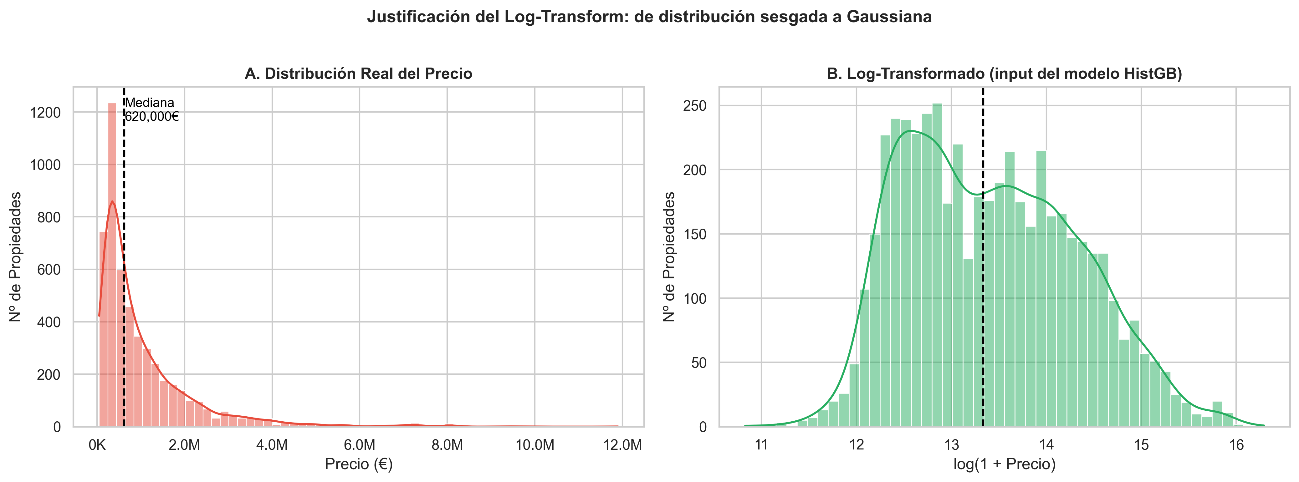 Justificación del Log-Transform: de distribución sesgada a Gaussiana
A. Distribución Real del Precio
Mediana
620,000€
1200
1000
800
600
400
200
0
Nº de Propiedades
0K
2.0M
4.0M
6.0M
8.0M
10.0M
12.0M
Precio (€)
B. Log-Transformado (input del modelo HistGB)
250
200
150
100
50
0
Nº de Propiedades
11
12
13
14
15
16
log(1 + Precio)